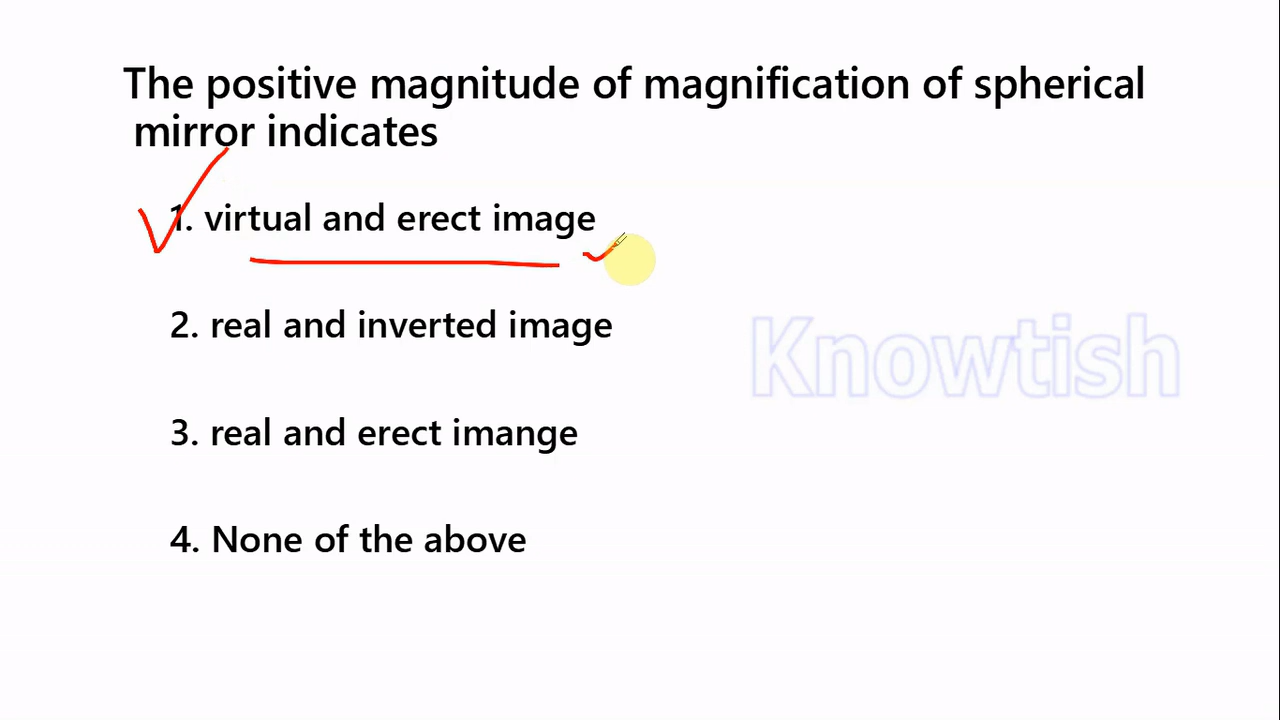 The positive magnitude of magnification of spherical
mirror indicates
1. virtual and erect image
2. real and inverted image
Knowtish
3. real and erect imange
4. None of the above